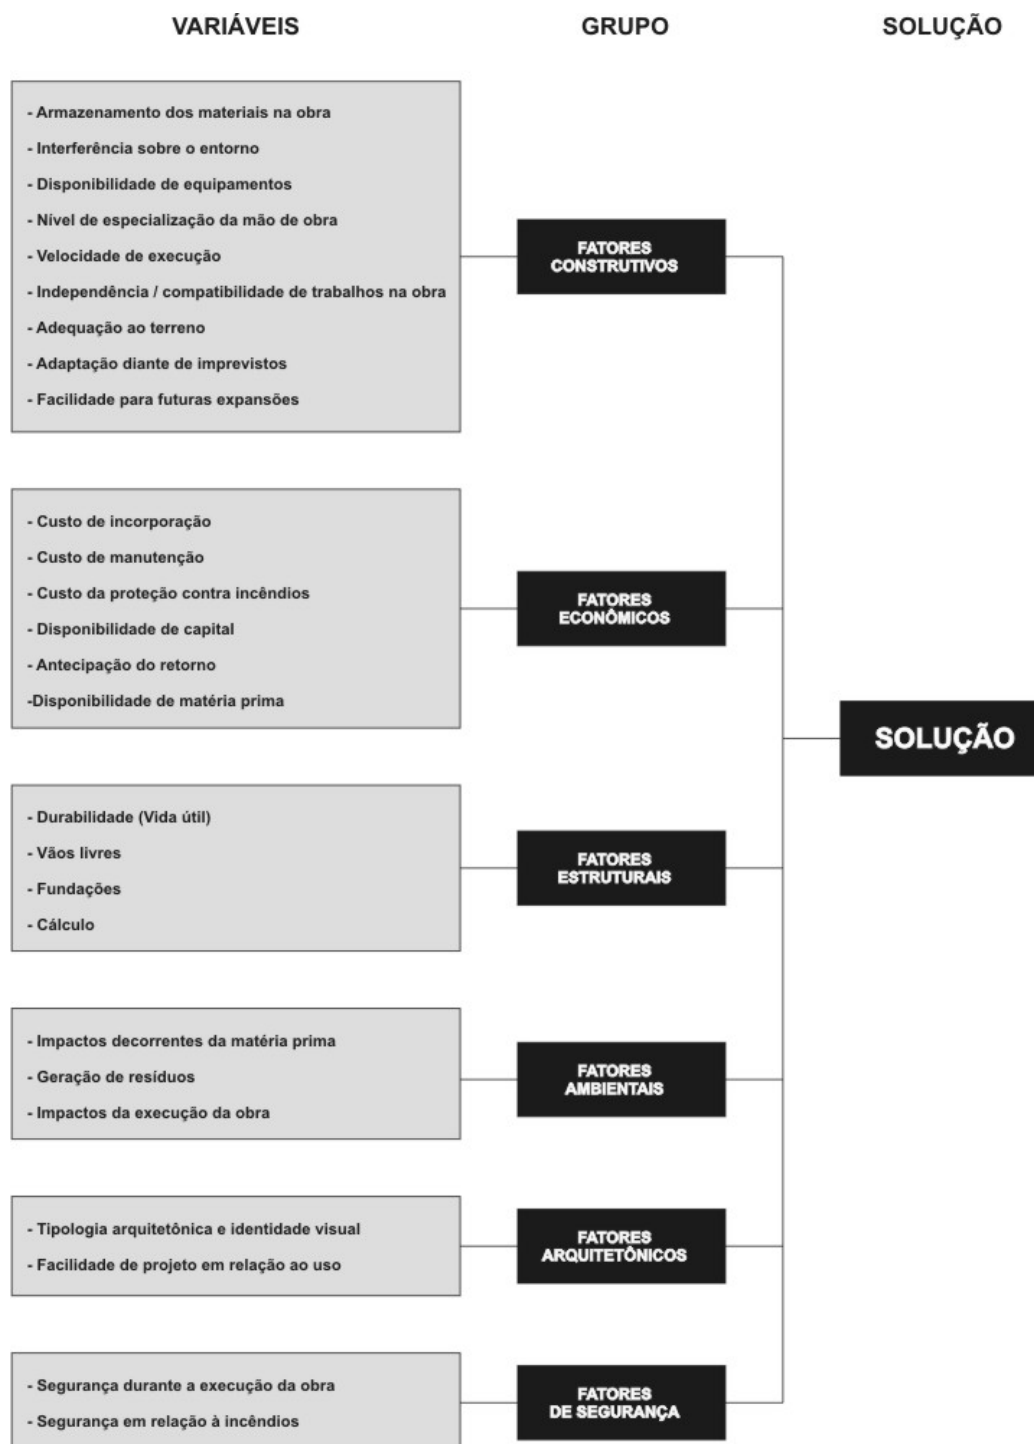 VARIÁVEIS
GRUPO
SOLUÇÃO
- Armazenamento dos materiais na obra
- Interferência sobre o entorno
- Disponibilidade de equipamentos
- Nível de especialização da mão de obra
- Velocidade de execução
- Independência / compatibilidade de trabalhos na obra
- Adequação ao terreno
- Adaptação diante de imprevistos
- Facilidade para futuras expansões
FATORES
CONSTRUTIVOS
- Custo de incorporação
- Custo de manutenção
- Custo da proteção contra incêndios
- Disponibilidade de capital
- Antecipação do retorno
-Disponibilidade de matéria prima
FATORES
ECONÔMICOS
SOLUÇÃO
- Durabilidade (Vida útil)
- Vãos livres
- Fundações
- Cálculo
FATORES
ESTRUTURAIS
- Impactos decorrentes da matéria prima
- Geração de resíduos
- Impactos da execução da obra
FATORES
AMBIENTAIS
- Tipologia arquitetônica e identidade visual
- Facilidade de projeto em relação ao uso
FATORES
ARQUITETÔNICOS
- Segurança durante a execução da obra
- Segurança em relação à incêndios
FATORES
DE SEGURANÇA